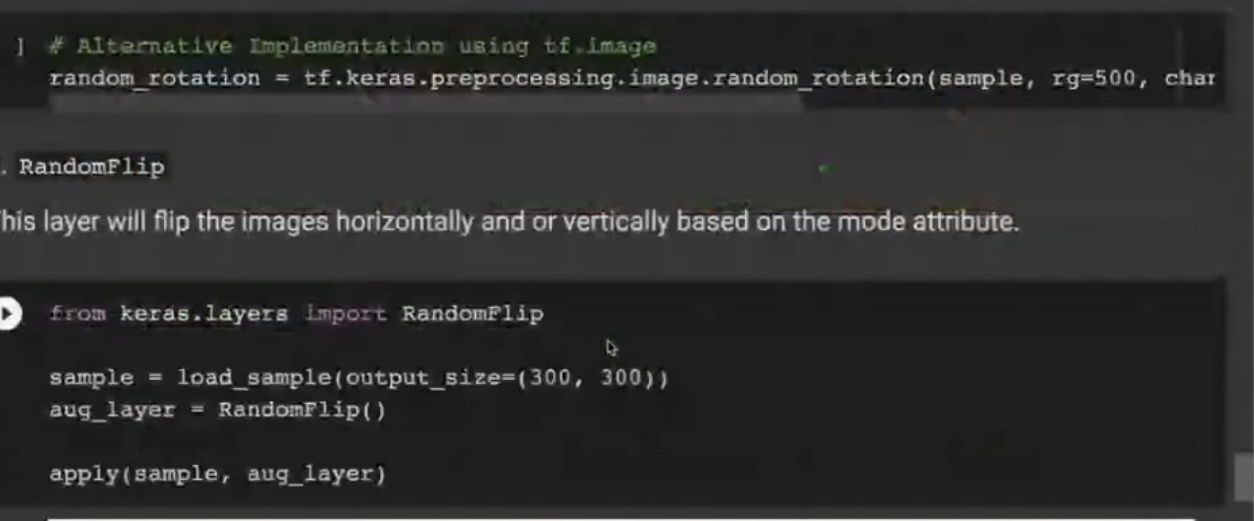 ] # Alternative Implementation using tf.image
random_rotation = tf.keras.preprocessing.image.random_rotation(sample, rg=500, char
. RandomFlip
his layer will flip the images horizontally and or vertically based on the mode attribute.
from keras.layers import RandomFlip
sample = load_sample(output_size=(300, 300))
aug_layer = RandomFlip()
apply(sample, aug_layer)